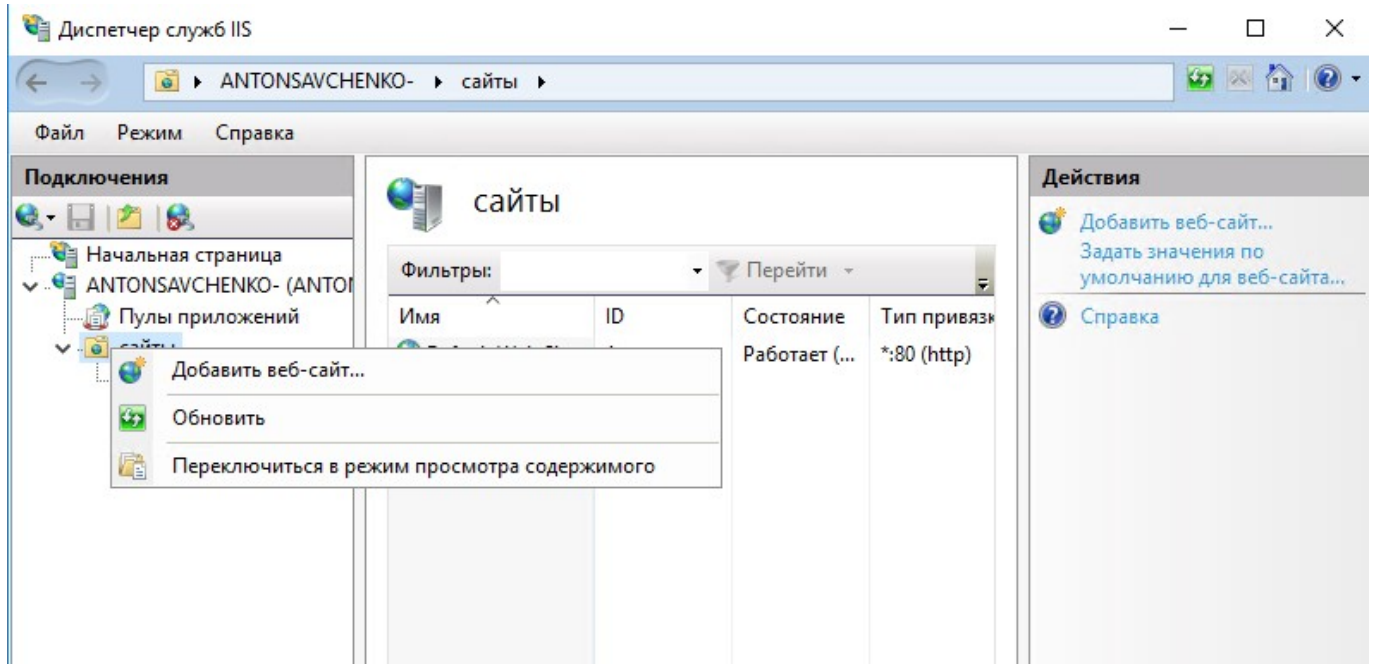 Диспетчер служб IIS
ANTONSAVCHENKO- сайты
Файл Режим Справка
Подключения
Начальная страница
ANTONSAVCHENKO- (ANTO
Пулы приложений
сайты
Добавить веб-сайт...
Обновить
Переключиться в режим просмотра содержимого
сайты
Фильтры: Перейти
Имя ID Состояние Тип привязк
Работает (... *:80 (http)
Действия
Добавить веб-сайт...
Задать значения по
умолчанию для веб-сайта...
Справка